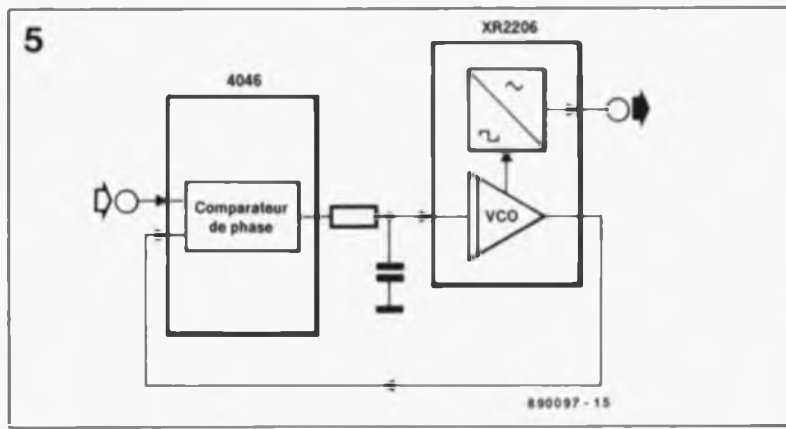 5
XR2206
4046
Comparateur
de phase
VCO
890097 - 15